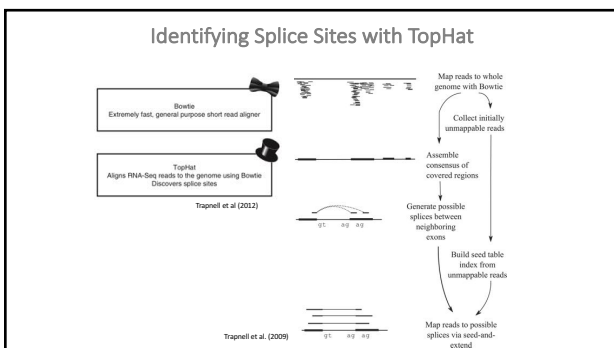 Identifying Splice Sites with TopHat
Bowtie
Extremely fast, general purpose short read aligner
TopHat
Aligns RNA-Seq reads to the genome using Bowtie
Discovers splice sites
Trapnell et al (2012)
Map reads to whole
genome with Bowtie
Collect initially
unmappable reads
Assemble
consensus of
covered regions
gt ag ag
Generate possible
splices between
neighboring
exons
Build seed table
index from
unmappable reads
Trapnell et al. (2009)
gt ag ag
Map reads to possible
splices via seed-and-
extend